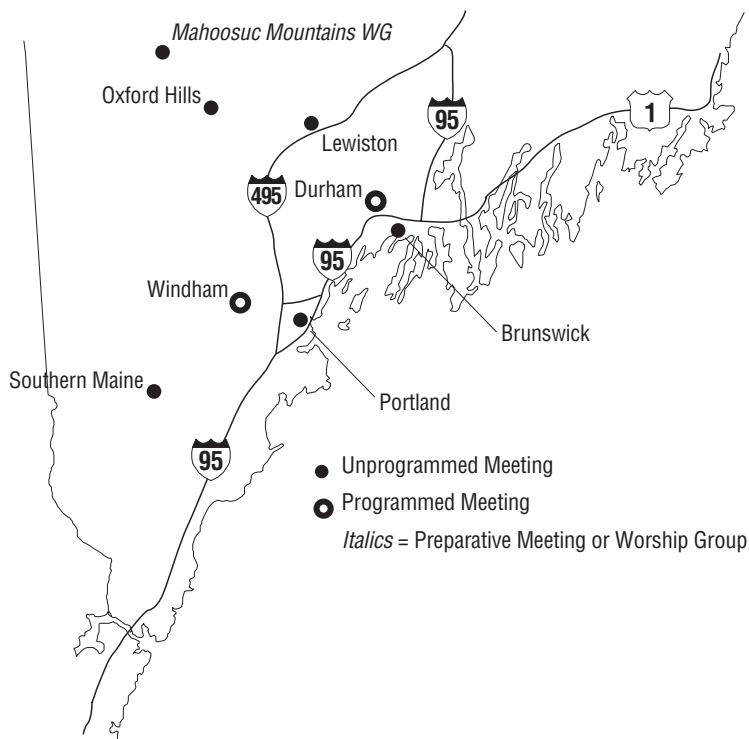 Mahoosuc Mountains WG
Oxford Hills
95
1
Lewiston
495
Durham
95
Windham
Brunswick
Southern Maine
Portland
95
Unprogrammed Meeting
Programmed Meeting
Italics = Preparative Meeting or Worship Group